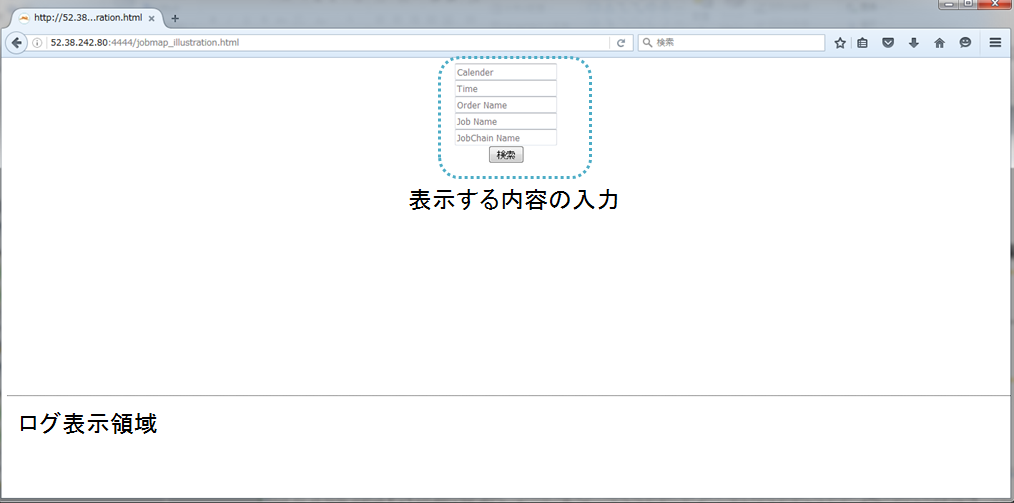 http://52.38...ration.html
52.38.242.80:4444/jobmap_illustration.html
検索
Calender
Time
Order Name
Job Name
JobChain Name
検索
表示する内容の入力
ログ表示領域